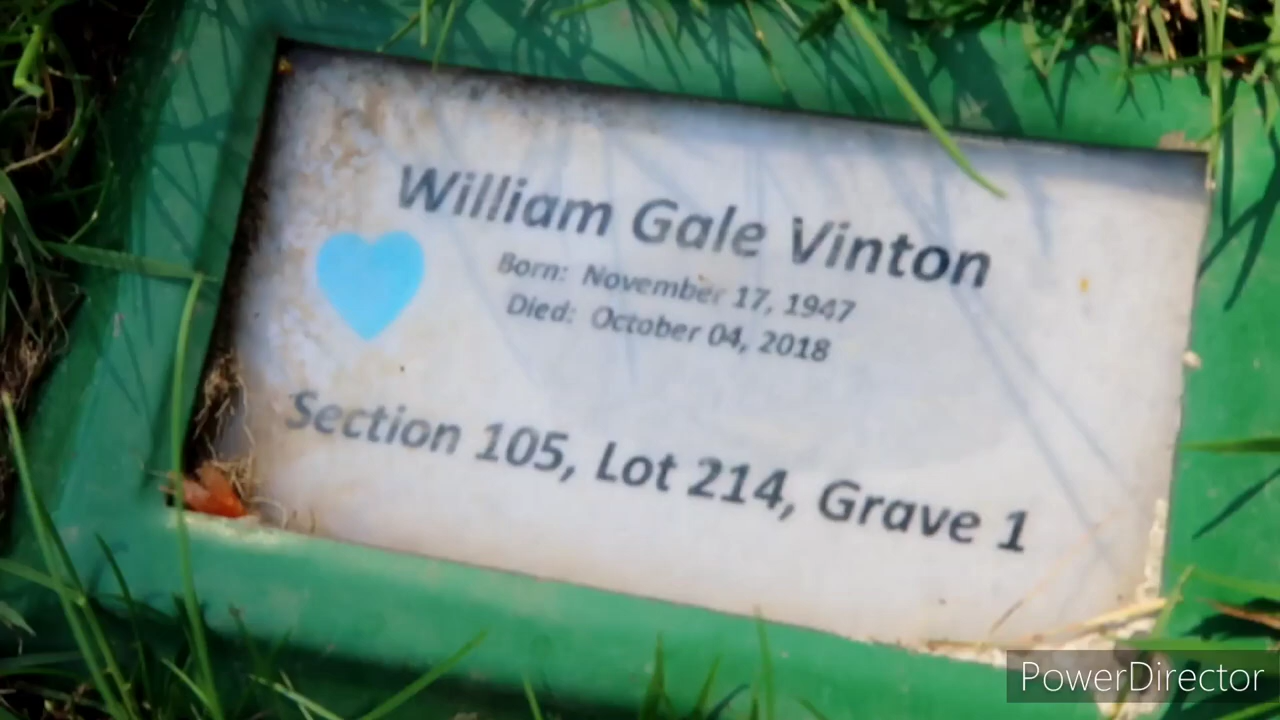 William Gale Vinton
Born: November 17, 1947
Died: October 04, 2018
Section 105, Lot 214, Grave 1
PowerDirector